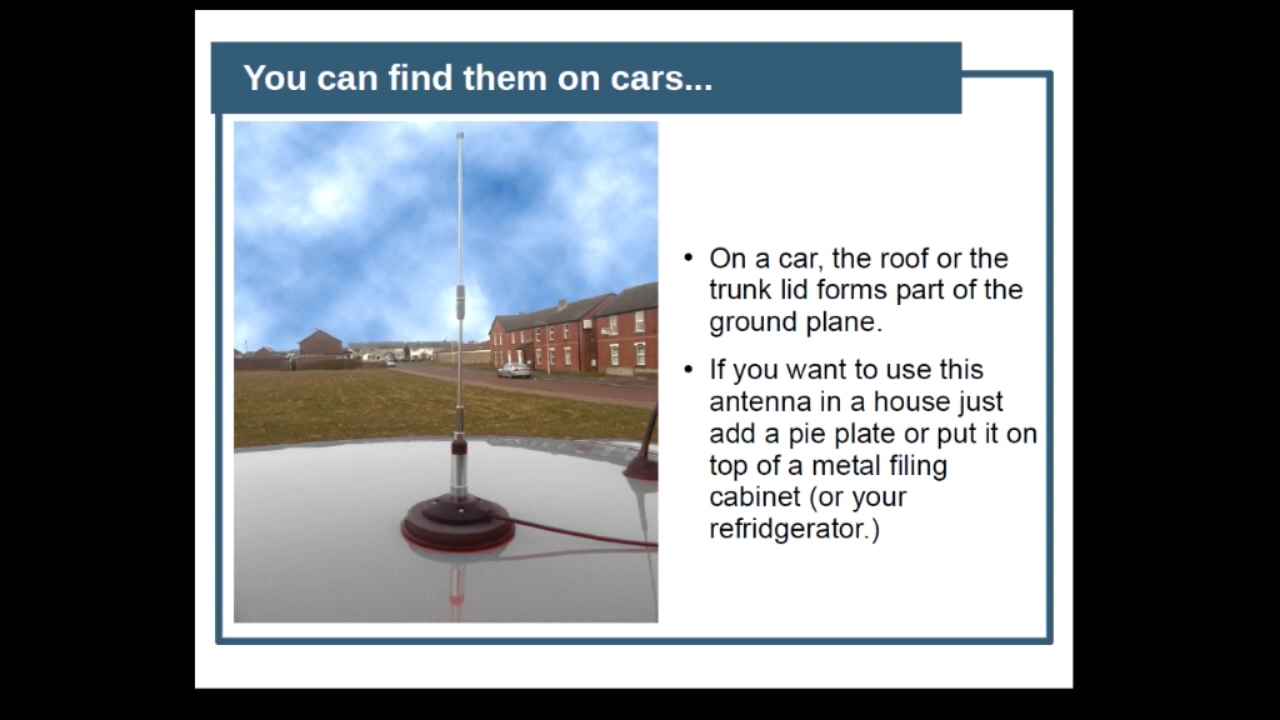 You can find them on cars...
• On a car, the roof or the
trunk lid forms part of the
ground plane.
• If you want to use this
antenna in a house just
add a pie plate or put it on
top of a metal filing
cabinet (or your
refridgerator.)